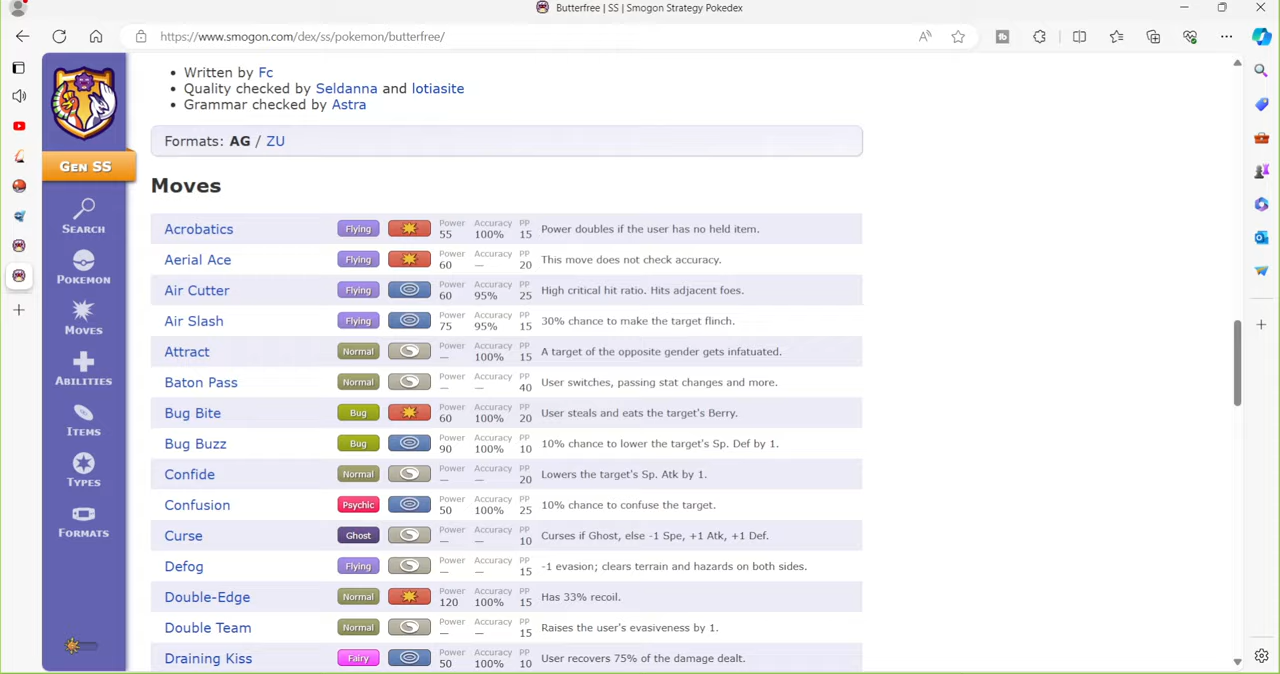 Butterfree | SS | Smogon Strategy Pokedex
https://www.smogon.com/dex/ss/pokemon/butterfree/
Gen SS
Search
Pokemon
Moves
Abilities
Items
Types
Formats
• Written by Fc
• Quality checked by Seldanna and lotiasite
• Grammar checked by Astra
Formats: AG / ZU
Moves
Acrobatics Flying Power 55 Accuracy 100% PP 15 Power doubles if the user has no held item.
Aerial Ace Flying Power 60 Accuracy — PP 20 This move does not check accuracy.
Air Cutter Flying Power 60 Accuracy 95% PP 25 High critical hit ratio. Hits adjacent foes.
Air Slash Flying Power 75 Accuracy 95% PP 15 30% chance to make the target flinch.
Attract Normal Power — Accuracy 100% PP 15 A target of the opposite gender gets infatuated.
Baton Pass Normal Power — Accuracy — PP 40 User switches, passing stat changes and more.
Bug Bite Bug Power 60 Accuracy 100% PP 20 User steals and eats the target's Berry.
Bug Buzz Bug Power 90 Accuracy 100% PP 10 10% chance to lower the target's Sp. Def by 1.
Confide Normal Power — Accuracy — PP 20 Lowers the target's Sp. Atk by 1.
Confusion Psychic Power 50 Accuracy 100% PP 25 10% chance to confuse the target.
Curse Ghost Power — Accuracy — PP 10 Curses if Ghost, else -1 Spe, +1 Atk, +1 Def.
Defog Flying Power — Accuracy — PP 15 -1 evasion; clears terrain and hazards on both sides.
Double-Edge Normal Power 120 Accuracy 100% PP 15 Has 33% recoil.
Double Team Normal Power — Accuracy — PP 15 Raises the user's evasiveness by 1.
Draining Kiss Fairy Power 50 Accuracy 100% PP 10 User recovers 75% of the damage dealt.